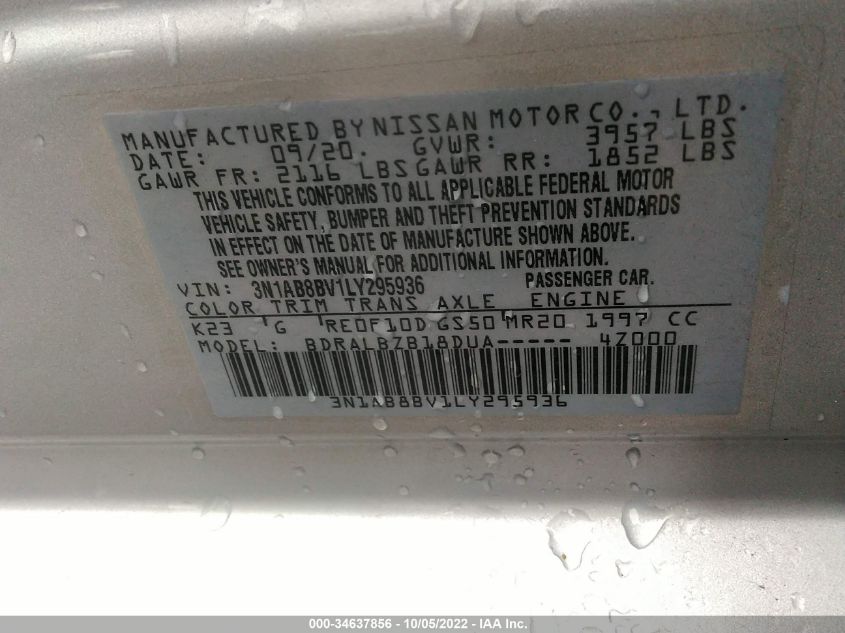 MANUFACTURED BY NISSAN MOTOR CO., LTD.
DATE: 09/20. GVWR: 3957 LBS
GAWR FR: 2116 LBS GAWR RR: 1852 LBS
THIS VEHICLE CONFORMS TO ALL APPLICABLE FEDERAL MOTOR
VEHICLE SAFETY, BUMPER AND THEFT PREVENTION STANDARDS
IN EFFECT ON THE DATE OF MANUFACTURE SHOWN ABOVE.
SEE OWNER'S MANUAL FOR ADDITIONAL INFORMATION.
VIN: 3N1AB8BV1LY295936 PASSENGER CAR.
COLOR TRIM TRANS AXLE ENGINE
K23 G RE0F10D GS50 MR20 1997 CC
MODEL: BDRALBZB18DUA----- 4Z000
3N1AB8BV1LY295936
000-34637856 - 10/05/2022 - IAA Inc.